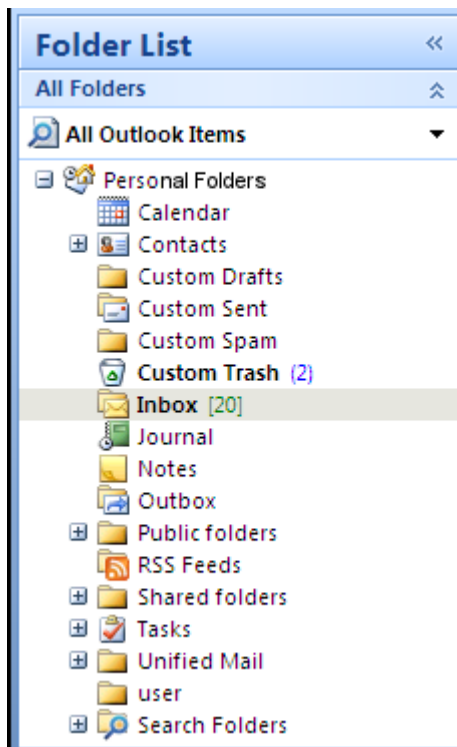 Folder List
All Folders
All Outlook Items
Personal Folders
Calendar
Contacts
Custom Drafts
Custom Sent
Custom Spam
Custom Trash (2)
Inbox [20]
Journal
Notes
Outbox
Public folders
RSS Feeds
Shared folders
Tasks
Unified Mail
user
Search Folders